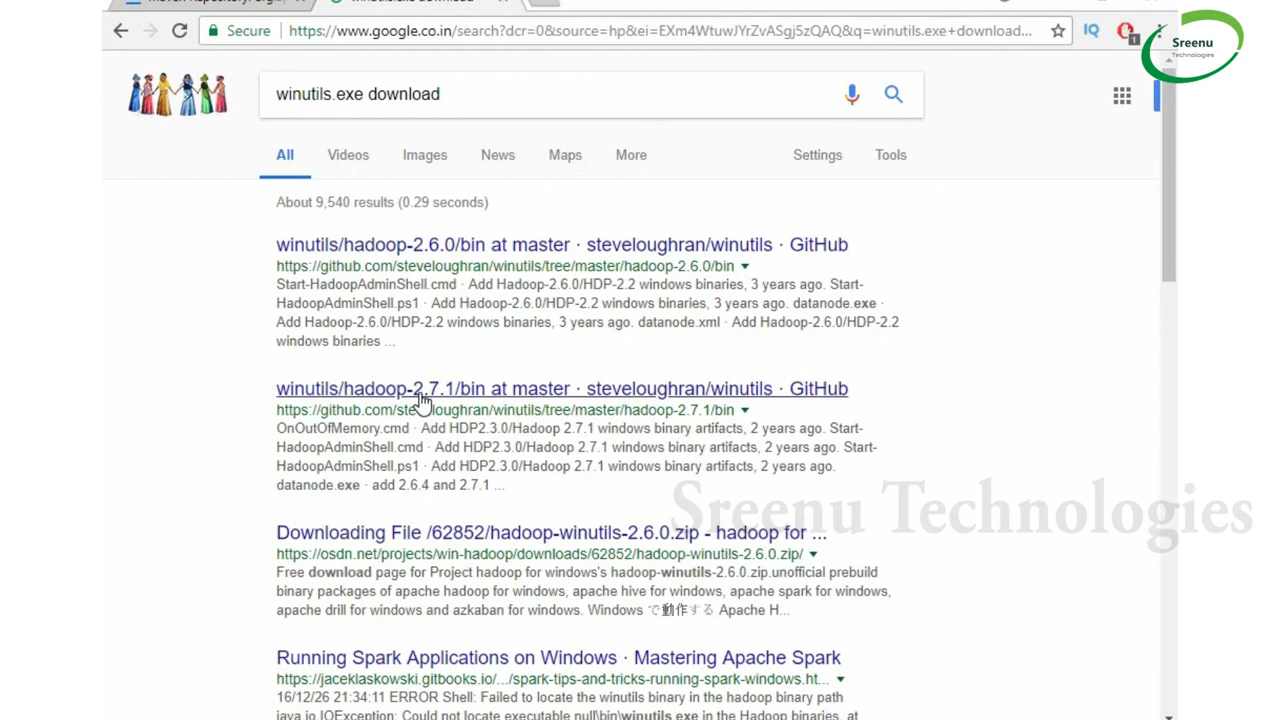 Secure
https://www.google.co.in/search?dcr=0&source=hp&ei=EXm4WtuwJYrZvASgj5zQAQ&q=winutils.exe+download...
IQ
1
Sreenu
Technologies
winutils.exe download
All Videos Images News Maps More Settings Tools
About 9,540 results (0.29 seconds)
winutils/hadoop-2.6.0/bin at master · steveloughran/winutils · GitHub
https://github.com/steveloughran/winutils/tree/master/hadoop-2.6.0/bin
Start-HadoopAdminShell.cmd · Add Hadoop-2.6.0/HDP-2.2 windows binaries, 3 years ago. Start-
HadoopAdminShell.ps1 · Add Hadoop-2.6.0/HDP-2.2 windows binaries, 3 years ago. datanode.exe ·
Add Hadoop-2.6.0/HDP-2.2 windows binaries, 3 years ago. datanode.xml · Add Hadoop-2.6.0/HDP-2.2
windows binaries ...
winutils/hadoop-2.7.1/bin at master · steveloughran/winutils · GitHub
https://github.com/steveloughran/winutils/tree/master/hadoop-2.7.1/bin
OnOutOfMemory.cmd · Add HDP2.3.0/Hadoop 2.7.1 windows binary artifacts, 2 years ago. Start-
HadoopAdminShell.cmd · Add HDP2.3.0/Hadoop 2.7.1 windows binary artifacts, 2 years ago. Start-
HadoopAdminShell.ps1 · Add HDP2.3.0/Hadoop 2.7.1 windows binary artifacts, 2 years ago.
datanode.exe · add 2.6.4 and 2.7.1 ...
Sreenu Technologies
Downloading File /62852/hadoop-winutils-2.6.0.zip - hadoop for ...
https://osdn.net/projects/win-hadoop/downloads/62852/hadoop-winutils-2.6.0.zip/
Free download page for Project hadoop for windows's hadoop-winutils-2.6.0.zip.unofficial prebuild
binary packages of apache hadoop for windows, apache hive for windows, apache spark for windows,
apache drill for windows and azkaban for windows. Windows で動作する Apache H...
Running Spark Applications on Windows · Mastering Apache Spark
https://jaceklaskowski.gitbooks.io/.../spark-tips-and-tricks-running-spark-windows.ht...
16/12/26 21:34:11 ERROR Shell: Failed to locate the winutils binary in the hadoop binary path
java.io.IOException: Could not locate executable null\bin\winutils.exe in the Hadoop binaries. at